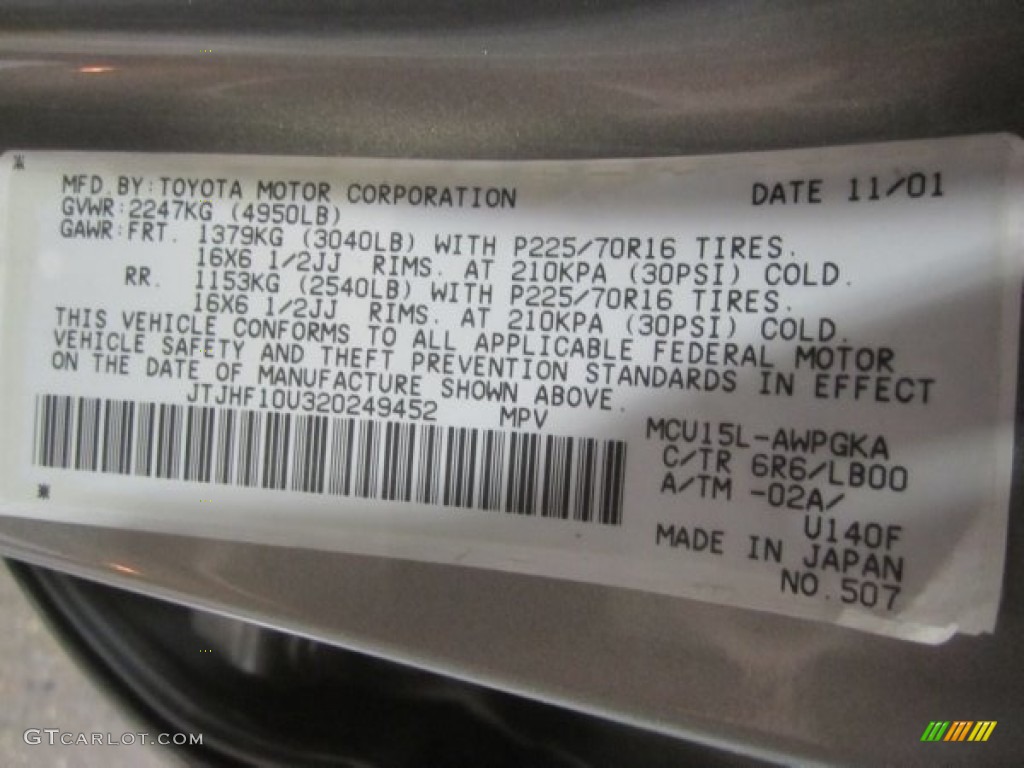 MFD.BY:TOYOTA MOTOR CORPORATION DATE 11/01
GVWR:2247KG (4950LB)
GAWR:FRT. 1379KG (3040LB) WITH P225/70R16 TIRES.
16X6 1/2JJ RIMS. AT 210KPA (30PSI) COLD.
RR. 1153KG (2540LB) WITH P225/70R16 TIRES.
16X6 1/2JJ RIMS. AT 210KPA (30PSI) COLD.
THIS VEHICLE CONFORMS TO ALL APPLICABLE FEDERAL MOTOR
VEHICLE SAFETY AND THEFT PREVENTION STANDARDS IN EFFECT
ON THE DATE OF MANUFACTURE SHOWN ABOVE.
JTJHF10U320249452 MPV
MCU15L-AWPGKA
C/TR 6R6/LB00
A/TM -02A/
U140F
MADE IN JAPAN
NO.507
GTCARLOT.COM